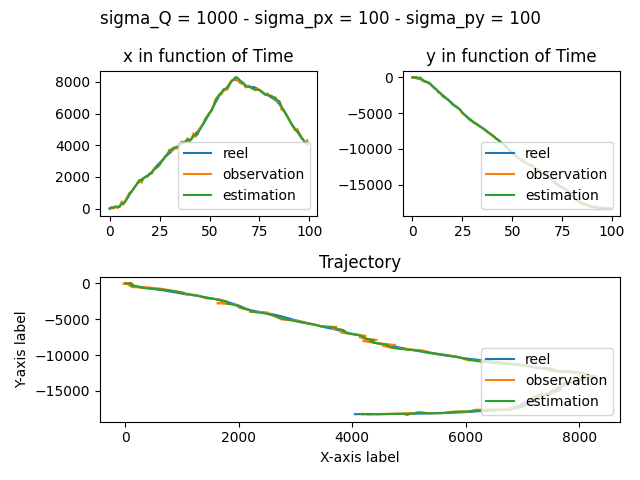 sigma_Q = 1000 - sigma_px = 100 - sigma_py = 100
x in function of Time
8000
6000
4000
2000
0
reel
observation
estimation
0 25 50 75 100
y in function of Time
0
−5000
−10000
−15000
reel
observation
estimation
0 25 50 75 100
Trajectory
Y-axis label
0
−5000
−10000
−15000
reel
observation
estimation
0 2000 4000 6000 8000
X-axis label